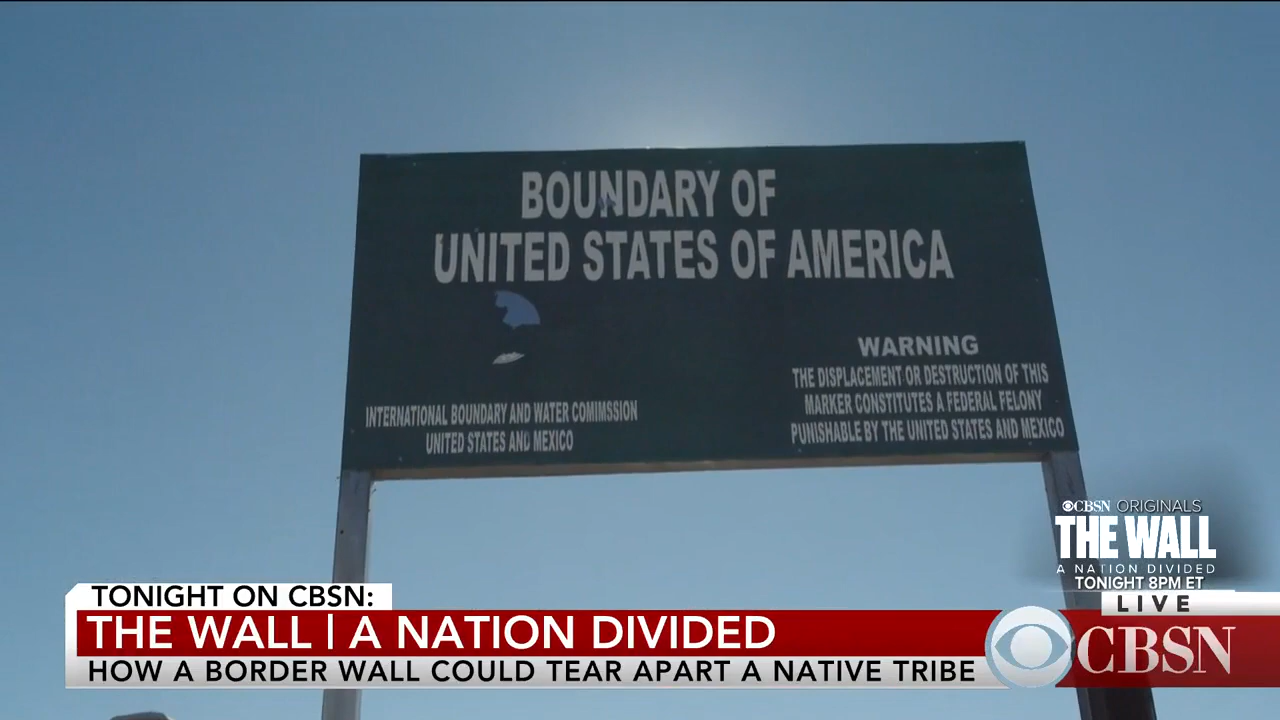 BOUNDARY OF
UNITED STATES OF AMERICA
WARNING
THE DISPLACEMENT OR DESTRUCTION OF THIS
MARKER CONSTITUTES A FEDERAL FELONY
PUNISHABLE BY THE UNITED STATES AND MEXICO
INTERNATIONAL BOUNDARY AND WATER COMIMSSION
UNITED STATES AND MEXICO
CBSN ORIGINALS
THE WALL
A NATION DIVIDED
TONIGHT 8PM ET
TONIGHT ON CBSN:
THE WALL | A NATION DIVIDED
HOW A BORDER WALL COULD TEAR APART A NATIVE TRIBE
LIVE
CBSN